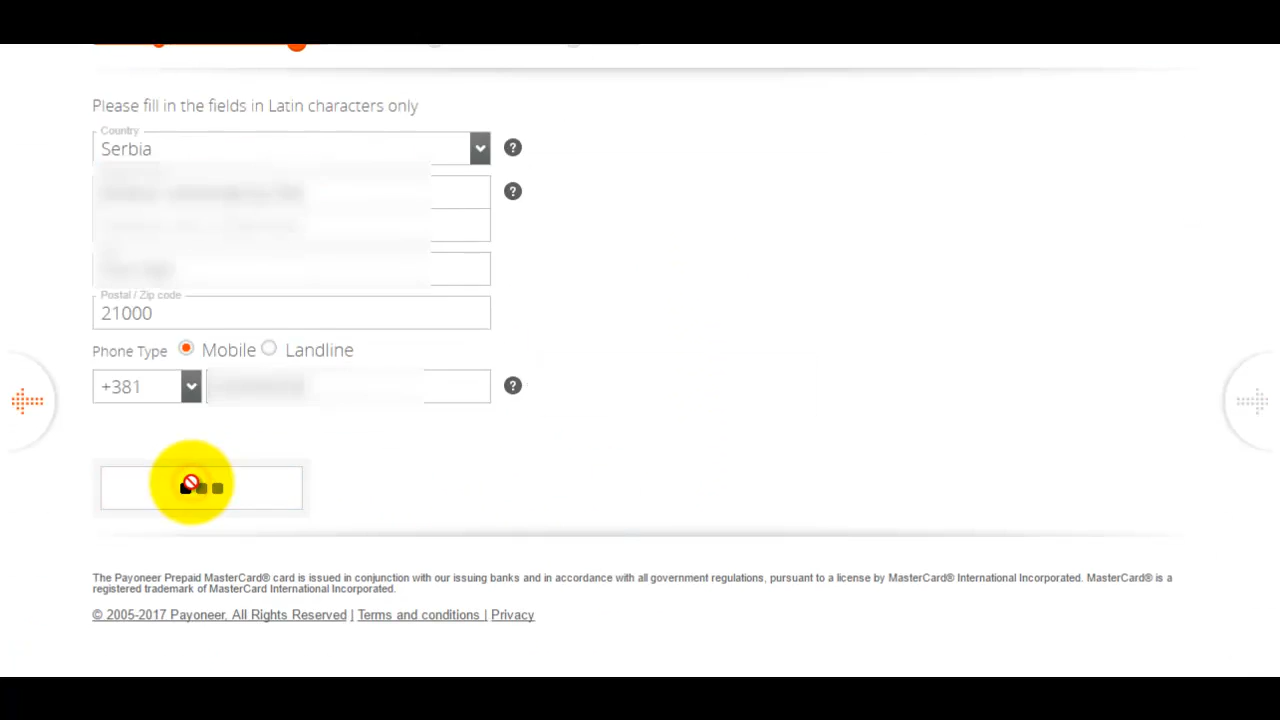 Please fill in the fields in Latin characters only
Country
Serbia
Postal / Zip code
21000
Phone Type Mobile Landline
+381
The Payoneer Prepaid MasterCard® card is issued in conjunction with our issuing banks and in accordance with all government regulations, pursuant to a license by MasterCard® International Incorporated. MasterCard® is a
registered trademark of MasterCard International Incorporated.
© 2005-2017 Payoneer, All Rights Reserved | Terms and conditions | Privacy